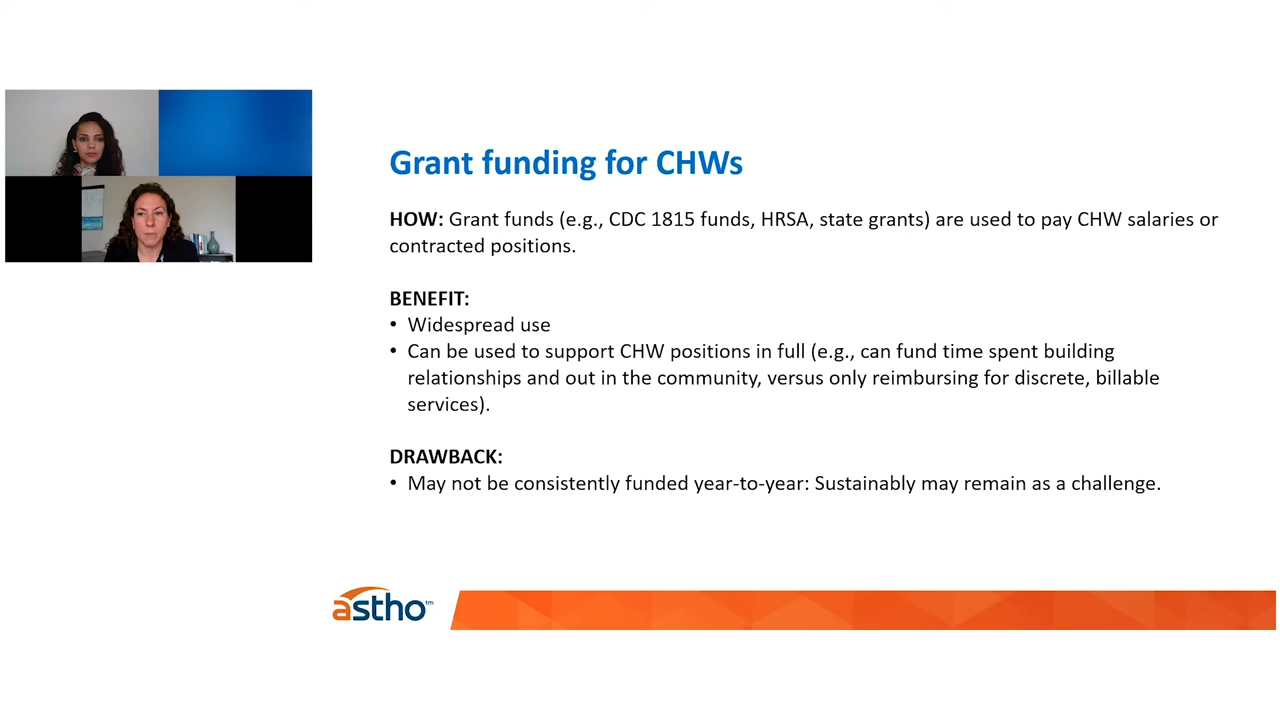 Grant funding for CHWs
HOW: Grant funds (e.g., CDC 1815 funds, HRSA, state grants) are used to pay CHW salaries or
contracted positions.
BENEFIT:
• Widespread use
• Can be used to support CHW positions in full (e.g., can fund time spent building
relationships and out in the community, versus only reimbursing for discrete, billable
services).
DRAWBACK:
• May not be consistently funded year-to-year: Sustainably may remain as a challenge.
astho™